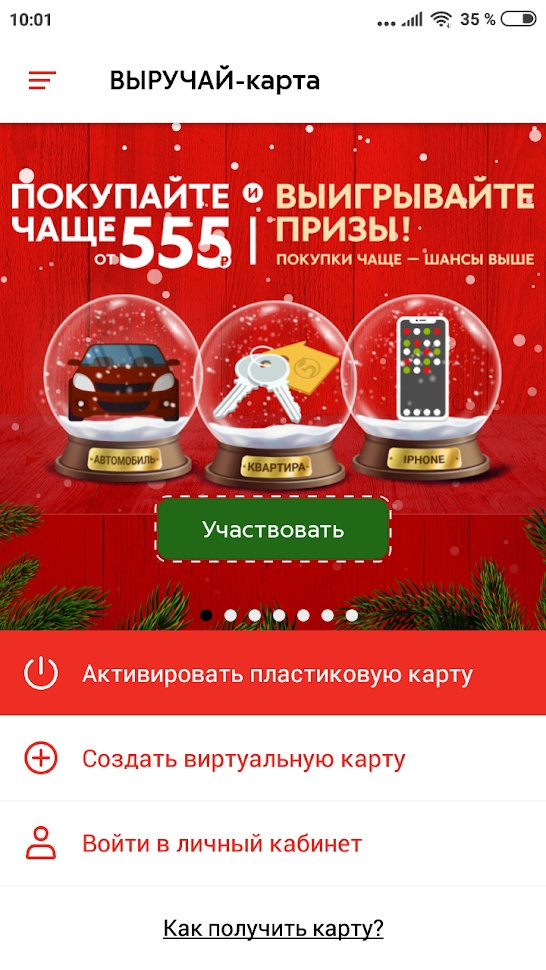 10:01 35 %
ВЫРУЧАЙ-карта
ПОКУПАЙТЕ И ВЫИГРЫВАЙТЕ
ЧАЩЕ ПРИЗЫ!
ОТ 555 ₽ ПОКУПКИ ЧАЩЕ — ШАНСЫ ВЫШЕ
5
АВТОМОБИЛЬ КВАРТИРА IPHONE
Участвовать
Активировать пластиковую карту
Создать виртуальную карту
Войти в личный кабинет
Как получить карту?